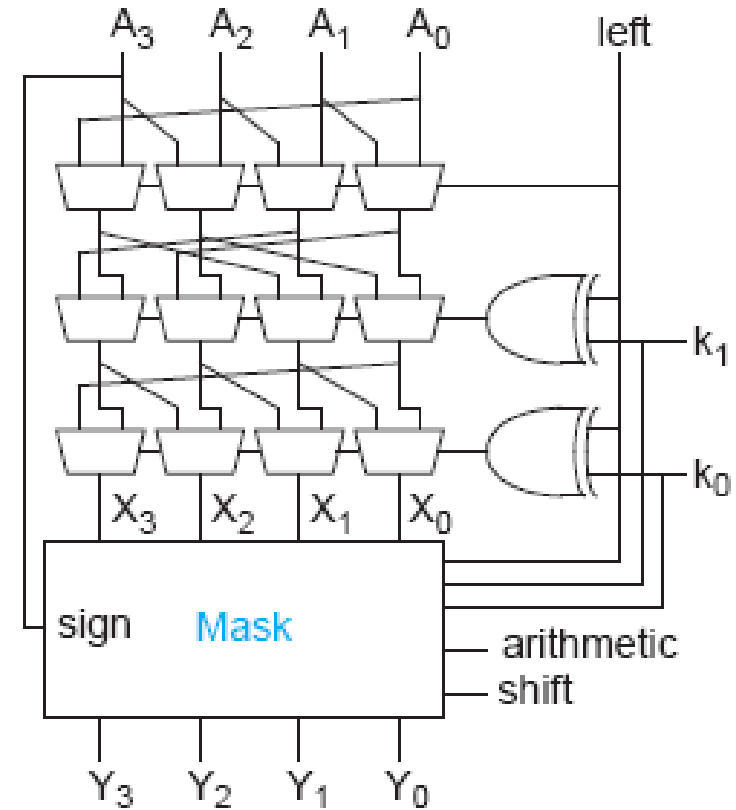 A₃ A₂ A₁ A₀ left
k₁
k₀
X₃ X₂ X₁ X₀
sign Mask
arithmetic
shift
Y₃ Y₂ Y₁ Y₀